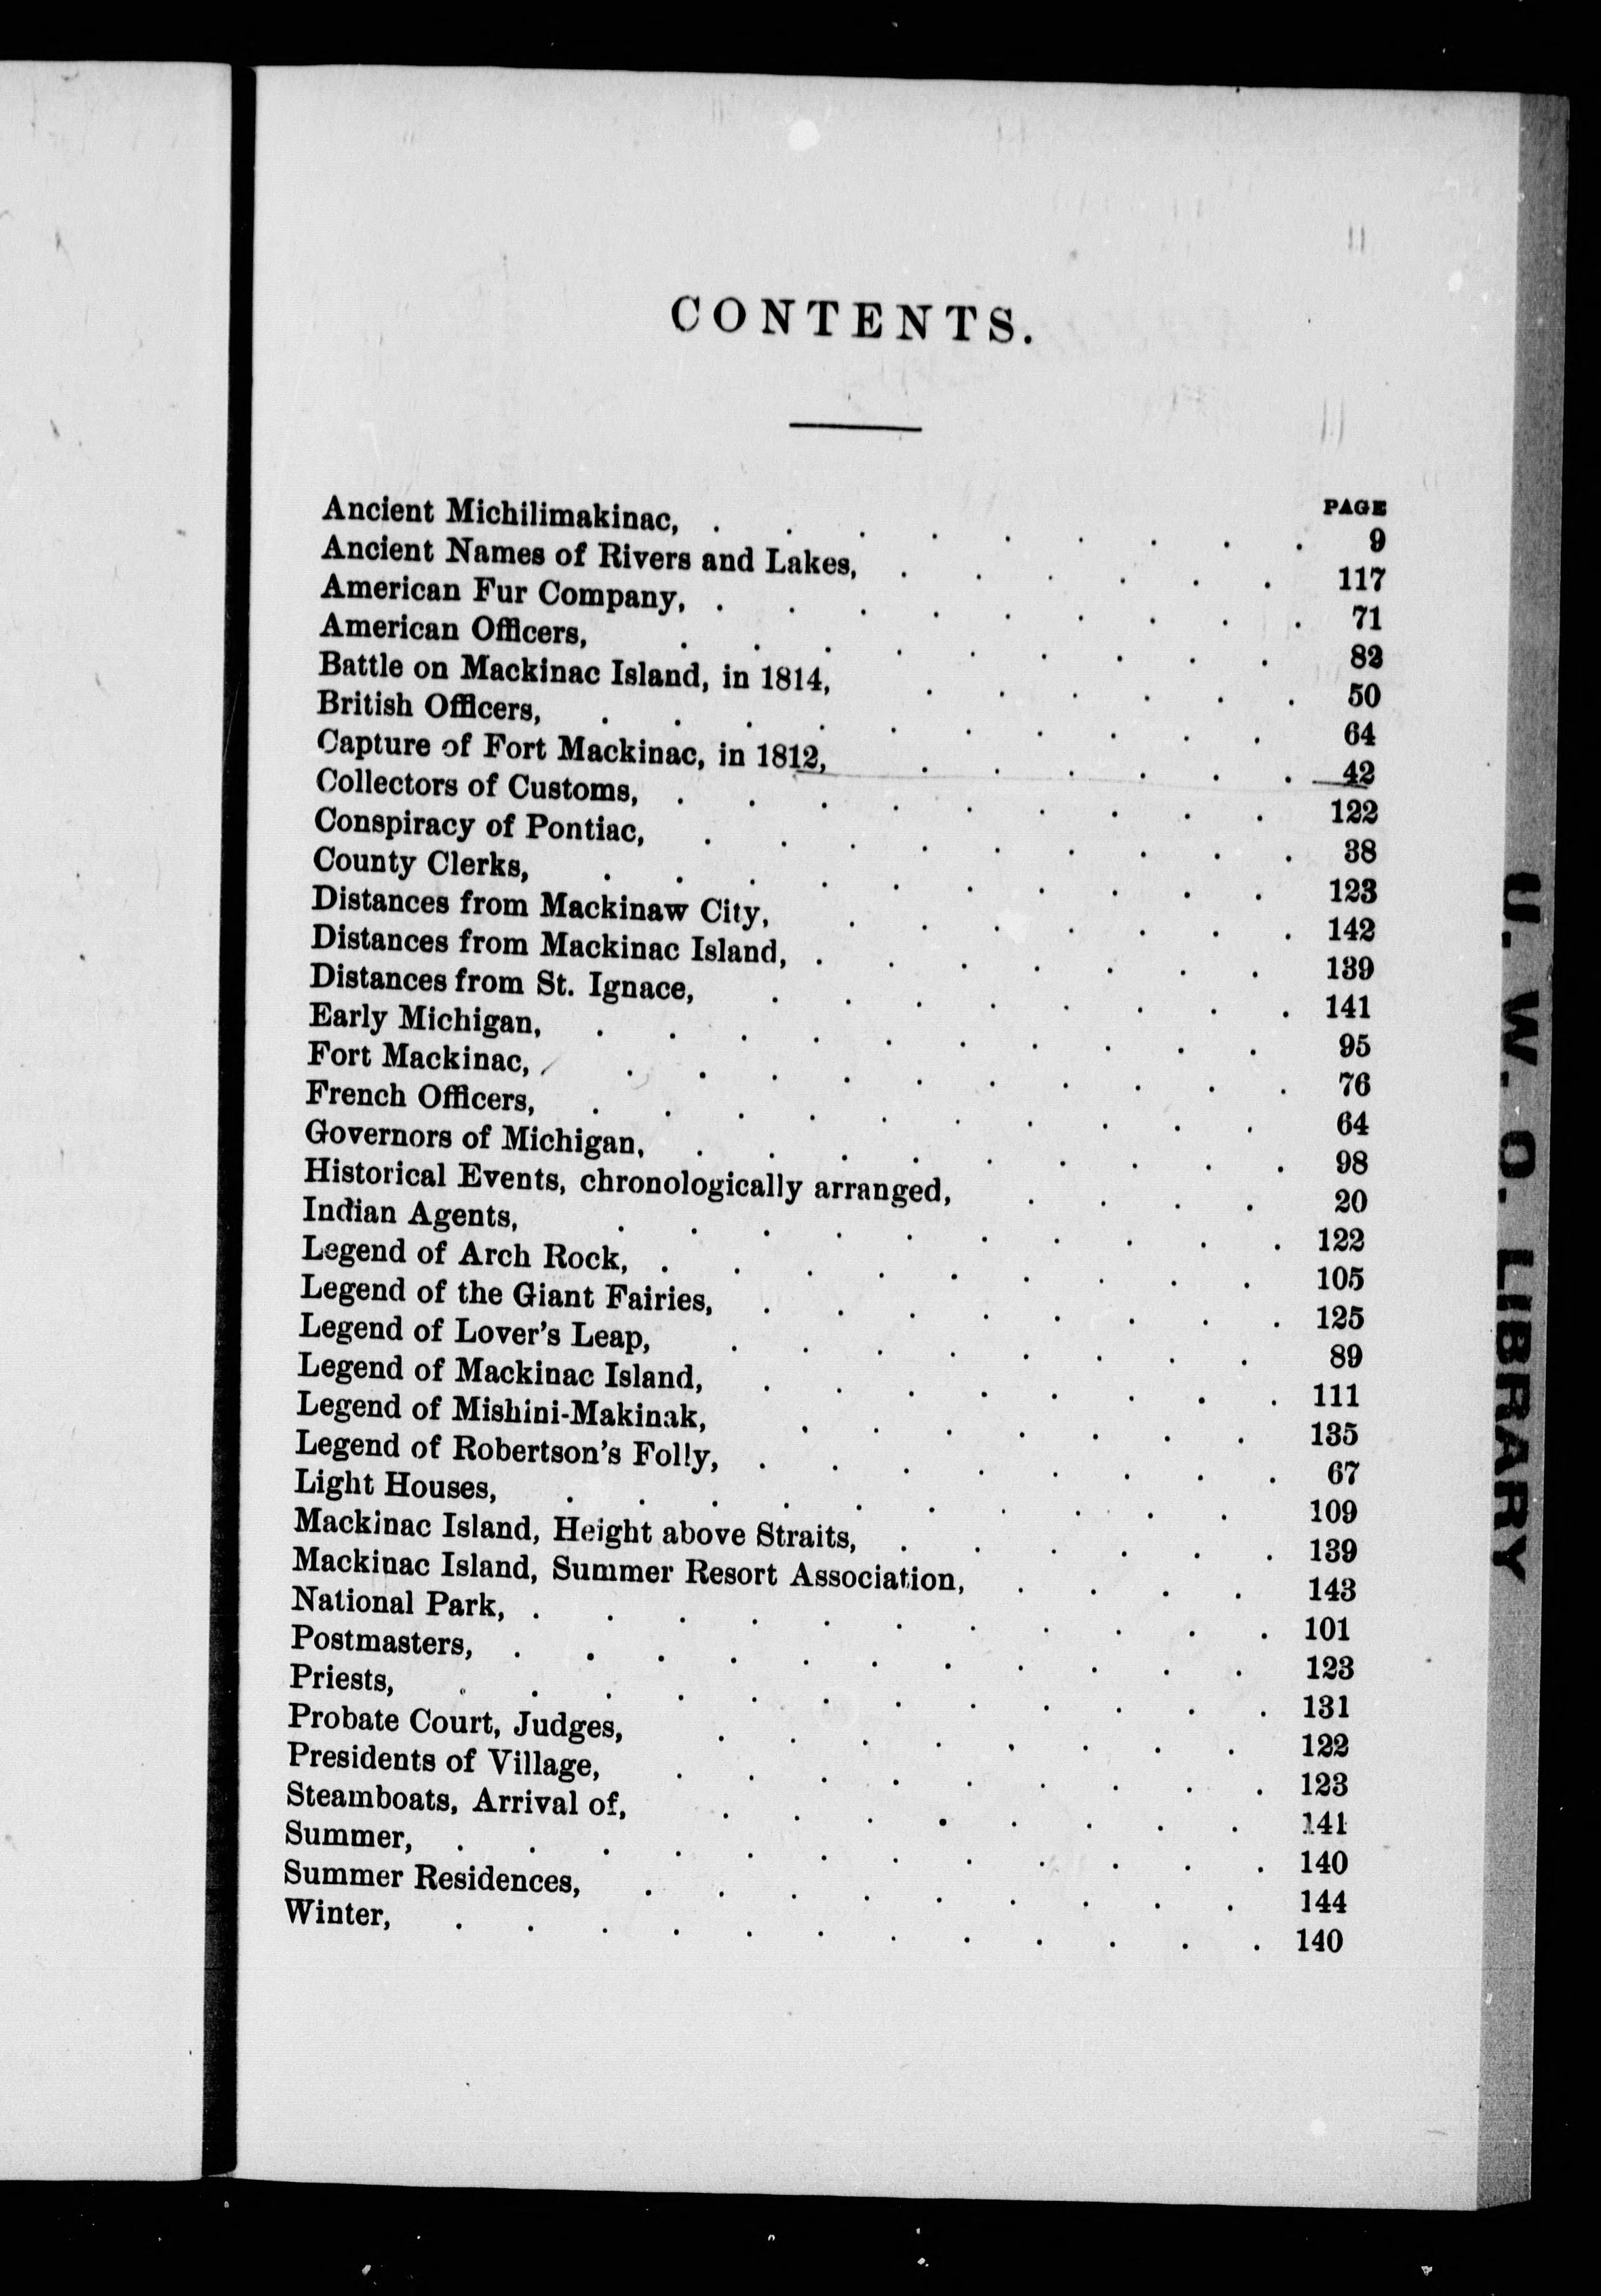 CONTENTS.
PAGE
Ancient Michilimakinac, . . . . . . . . . 9
Ancient Names of Rivers and Lakes, . . . . . . 117
American Fur Company, . . . . . . . . . 71
American Officers, . . . . . . . . . 82
Battle on Mackinac Island, in 1814, . . . . . . 50
British Officers, . . . . . . . . . . 64
Capture of Fort Mackinac, in 1812, . . . . . . 42
Collectors of Customs, . . . . . . . . . 122
Conspiracy of Pontiac, . . . . . . . . . 38
County Clerks, . . . . . . . . . . 123
Distances from Mackinaw City, . . . . . . . 142
Distances from Mackinac Island, . . . . . . . 139
Distances from St. Ignace, . . . . . . . . 141
Early Michigan, . . . . . . . . . . 95
Fort Mackinac, . . . . . . . . . . 76
French Officers, . . . . . . . . . . 64
Governors of Michigan, . . . . . . . . . 98
Historical Events, chronologically arranged, . . . . 20
Indian Agents, . . . . . . . . . . 122
Legend of Arch Rock, . . . . . . . . . 105
Legend of the Giant Fairies, . . . . . . . . 125
Legend of Lover's Leap, . . . . . . . . 89
Legend of Mackinac Island, . . . . . . . . 111
Legend of Mishini-Makinak, . . . . . . . 135
Legend of Robertson's Folly, . . . . . . . . 67
Light Houses, . . . . . . . . . . 109
Mackinac Island, Height above Straits, . . . . . . 139
Mackinac Island, Summer Resort Association, . . . . 143
National Park, . . . . . . . . . . . 101
Postmasters, . . . . . . . . . . . 123
Priests, . . . . . . . . . . . . 131
Probate Court, Judges, . . . . . . . . 122
Presidents of Village, . . . . . . . . . 123
Steamboats, Arrival of, . . . . . . . . 141
Summer, . . . . . . . . . . . . 140
Summer Residences, . . . . . . . . . 144
Winter, . . . . . . . . . . . . 140
U. W. O. LIBRARY